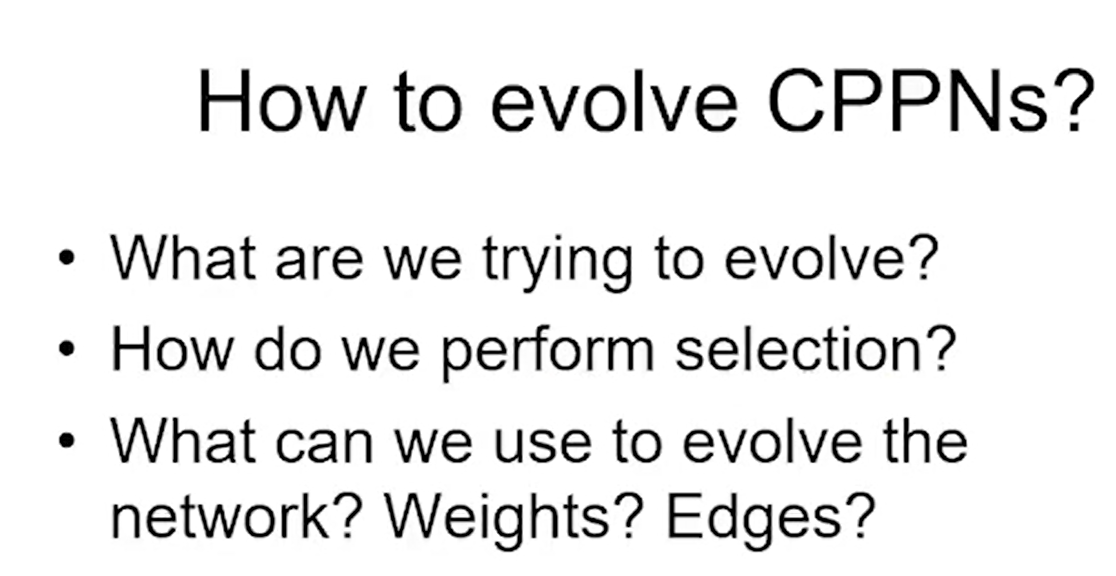 How to evolve CPPNs?
• What are we trying to evolve?
• How do we perform selection?
• What can we use to evolve the
network? Weights? Edges?